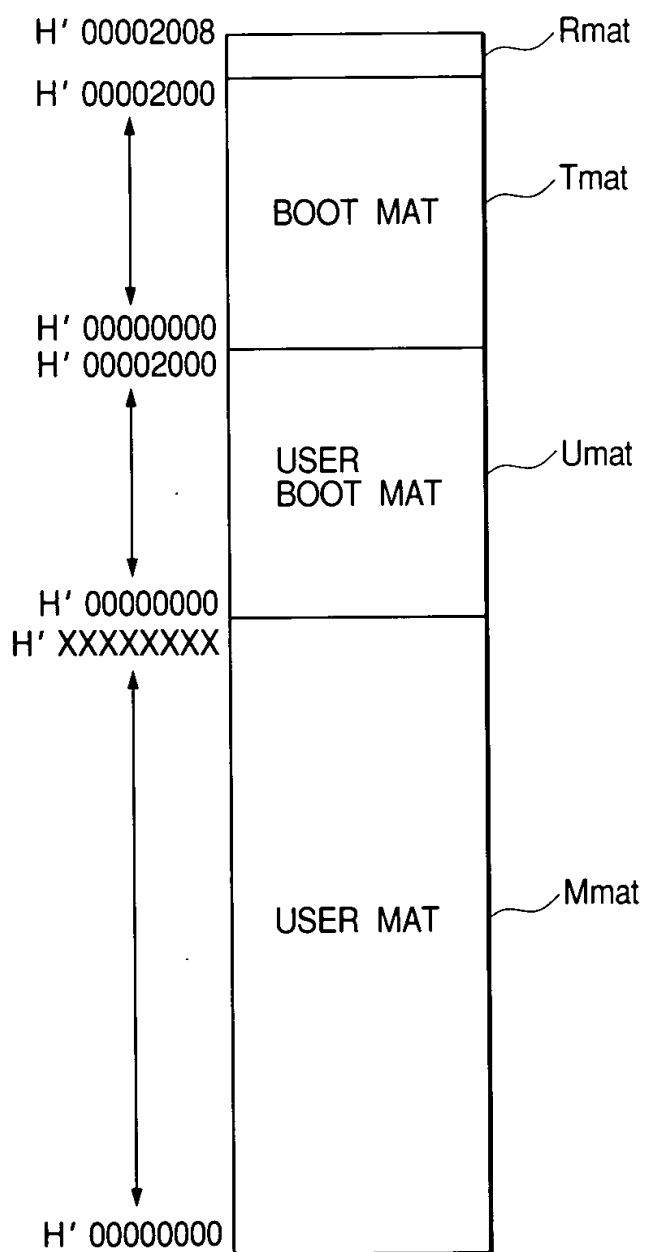 H' 00002008
Rmat
H' 00002000
Tmat
BOOT MAT
H' 00000000
H' 00002000
Umat
USER
BOOT MAT
H' 00000000
H' XXXXXXXX
Mmat
USER MAT
H' 00000000